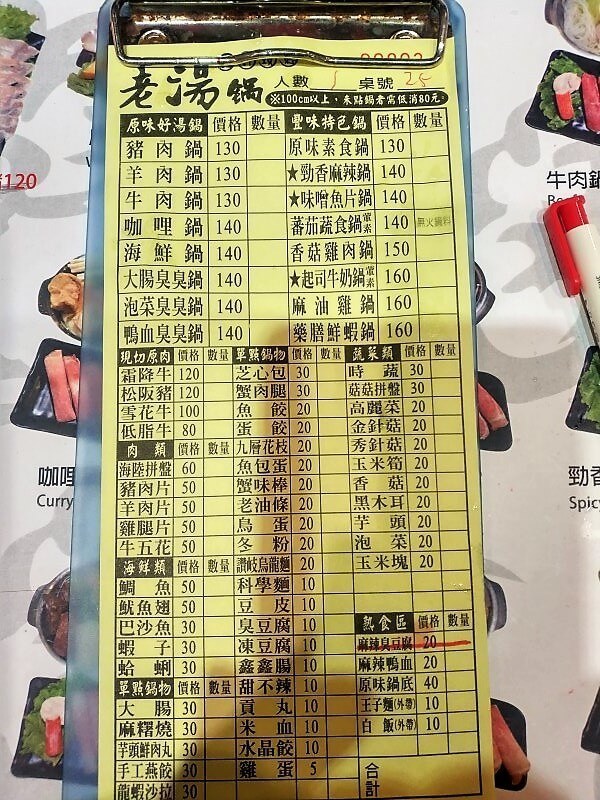 老湯鍋 人數 1 桌號 25
※100cm以上，未點鍋者需低消80元。
原味好湯鍋 價格 數量 豐味特色鍋 價格 數量
豬肉鍋 130 原味素食鍋 130
羊肉鍋 130 ★勁香麻辣鍋 140
牛肉鍋 130 ★味噌魚片鍋 140
咖哩鍋 140 蕃茄蔬食鍋 葷素 140 無火鍋料
海鮮鍋 140 香菇雞肉鍋 150
大腸臭臭鍋 140 ★起司牛奶鍋 葷素 160
泡菜臭臭鍋 140 麻油雞鍋 160
鴨血臭臭鍋 140 藥膳鮮蝦鍋 160
現切原肉 價格 數量 單點鍋物 價格 數量 蔬菜類 價格 數量
霜降牛 120 芝心包 30 時蔬 30
松阪豬 120 蟹肉腿 30 菇菇拼盤 30
雪花牛 100 魚餃 20 高麗菜 20
低脂牛 80 蛋餃 20 金針菇 20
肉類 價格 數量 九層花枝 20 秀針菇 20
海陸拼盤 60 魚包蛋 20 玉米筍 20
豬肉片 50 蟹味棒 20 香菇 20
羊肉片 50 老油條 20 黑木耳 20
雞腿片 50 鳥蛋 20 芋頭 20
牛五花 50 冬粉 20 泡菜 20
海鮮類 價格 數量 讚岐烏龍麵 20 玉米塊 20
鯛魚 50 科學麵 10
魷魚翅 50 豆皮 10
巴沙魚 30 臭豆腐 10 熟食區 價格 數量
蝦子 30 凍豆腐 10 麻辣臭豆腐 20
蛤蜊 30 鑫鑫腸 10 麻辣鴨血 20
單點鍋物 價格 數量 甜不辣 10 原味鍋底 40
大腸 30 貢丸 10 王子麵(外帶) 10
麻糬燒 30 米血 10 白飯(外帶) 10
芋頭鮮肉丸 30 水晶餃 10
手工燕餃 30 雞蛋 5 合計
龍蝦沙拉 30
豬120
牛肉鍋
咖哩
Curry
勁香
Spicy